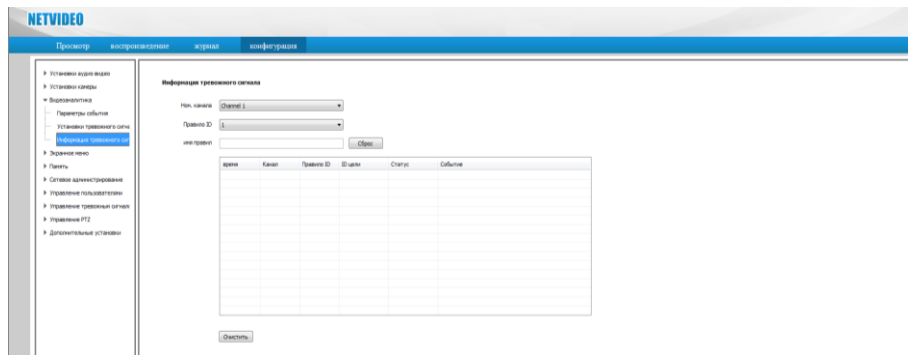 NETVIDEO
Просмотр воспроизведение журнал конфигурация
Установки аудио-видео
Установки камеры
Видеоаналитика
Параметры события
Установки тревожного сигна
Информация тревожного сиг
Экранное меню
Память
Сетевое администрирование
Управление пользователями
Управление тревожным сигнало
Управление PTZ
Дополнительные установки
Информация тревожного сигнала
Ном. канала Channel 1
Правило ID 1
имя правил Сброс
время Канал Правило ID ID цели Статус Событие
Очистить